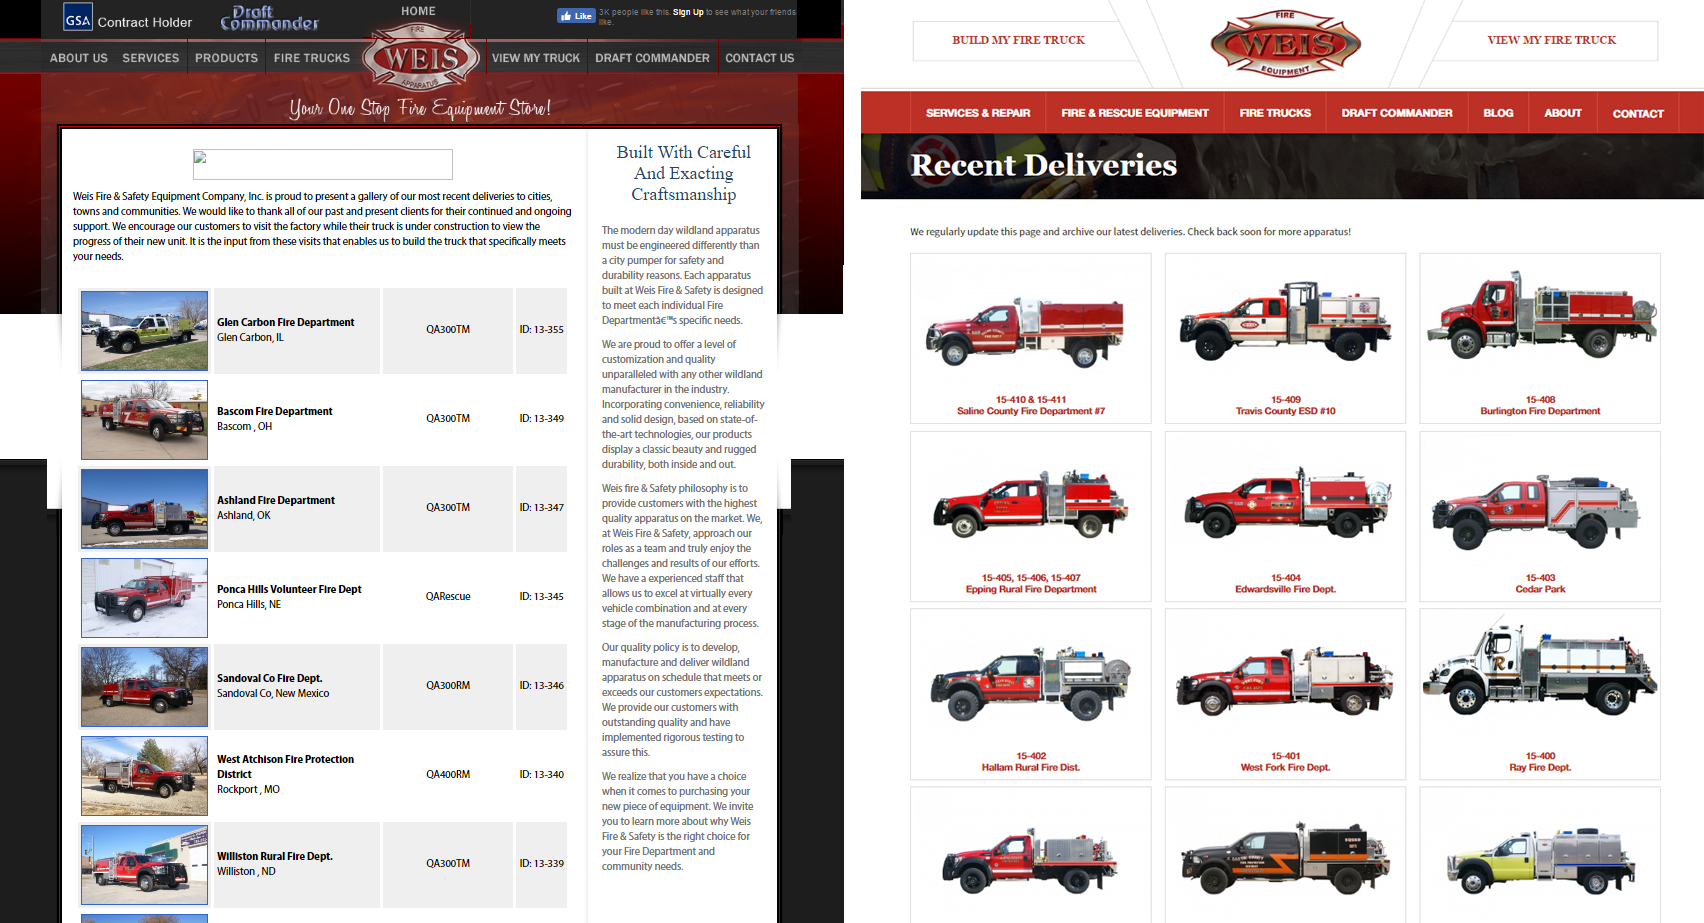 GSA Contract Holder
Draft
Commander
HOME
Like
3K people like this. Sign Up to see what your friends
like.
ABOUT US
SERVICES
PRODUCTS
FIRE TRUCKS
FIRE
WEIS
APPARATUS
VIEW MY TRUCK
DRAFT COMMANDER
CONTACT US
Your One Stop Fire Equipment Store!
Weis Fire & Safety Equipment Company, Inc. is proud to present a gallery of our most recent deliveries to cities,
towns and communities. We would like to thank all of our past and present clients for their continued and ongoing
support. We encourage our customers to visit the factory while their truck is under construction to view the
progress of their new unit. It is the input from these visits that enables us to build the truck that specifically meets
your needs.
Glen Carbon Fire Department
Glen Carbon, IL
QA300TM
ID: 13-355
Bascom Fire Department
Bascom , OH
QA300TM
ID: 13-349
Ashland Fire Department
Ashland, OK
QA300TM
ID: 13-347
Ponca Hills Volunteer Fire Dept
Ponca Hills, NE
QARescue
ID: 13-345
Sandoval Co Fire Dept.
Sandoval Co, New Mexico
QA300RM
ID: 13-346
West Atchison Fire Protection
District
Rockport , MO
QA400RM
ID: 13-340
Williston Rural Fire Dept.
Williston , ND
QA300TM
ID: 13-339
Built With Careful
And Exacting
Craftsmanship
The modern day wildland apparatus
must be engineered differently than
a city pumper for safety and
durability reasons. Each apparatus
built at Weis Fire & Safety is designed
to meet each individual Fire
Departmentâ€™s specific needs.
We are proud to offer a level of
customization and quality
unparalleled with any other wildland
manufacturer in the industry.
Incorporating convenience, reliability
and solid design, based on state-of-
the-art technologies, our products
display a classic beauty and rugged
durability, both inside and out.
Weis fire & Safety philosophy is to
provide customers with the highest
quality apparatus on the market. We,
at Weis Fire & Safety, approach our
roles as a team and truly enjoy the
challenges and results of our efforts.
We have a experienced staff that
allows us to excel at virtually every
vehicle combination and at every
stage of the manufacturing process.
Our quality policy is to develop,
manufacture and deliver wildland
apparatus on schedule that meets or
exceeds our customers expectations.
We provide our customers with
outstanding quality and have
implemented rigorous testing to
assure this.
We realize that you have a choice
when it comes to purchasing your
new piece of equipment. We invite
you to learn more about why Weis
Fire & Safety is the right choice for
your Fire Department and
community needs.
BUILD MY FIRE TRUCK
FIRE
WEIS
EQUIPMENT
VIEW MY FIRE TRUCK
SERVICES & REPAIR
FIRE & RESCUE EQUIPMENT
FIRE TRUCKS
DRAFT COMMANDER
BLOG
ABOUT
CONTACT
Recent Deliveries
We regularly update this page and archive our latest deliveries. Check back soon for more apparatus!
15-410 & 15-411
Saline County Fire Department #7
15-409
Travis County ESD #10
15-408
Burlington Fire Department
15-405, 15-406, 15-407
Epping Rural Fire Department
15-404
Edwardsville Fire Dept.
15-403
Cedar Park
15-402
Hallam Rural Fire Dist.
15-401
West Fork Fire Dept.
R
15-400
Ray Fire Dept.